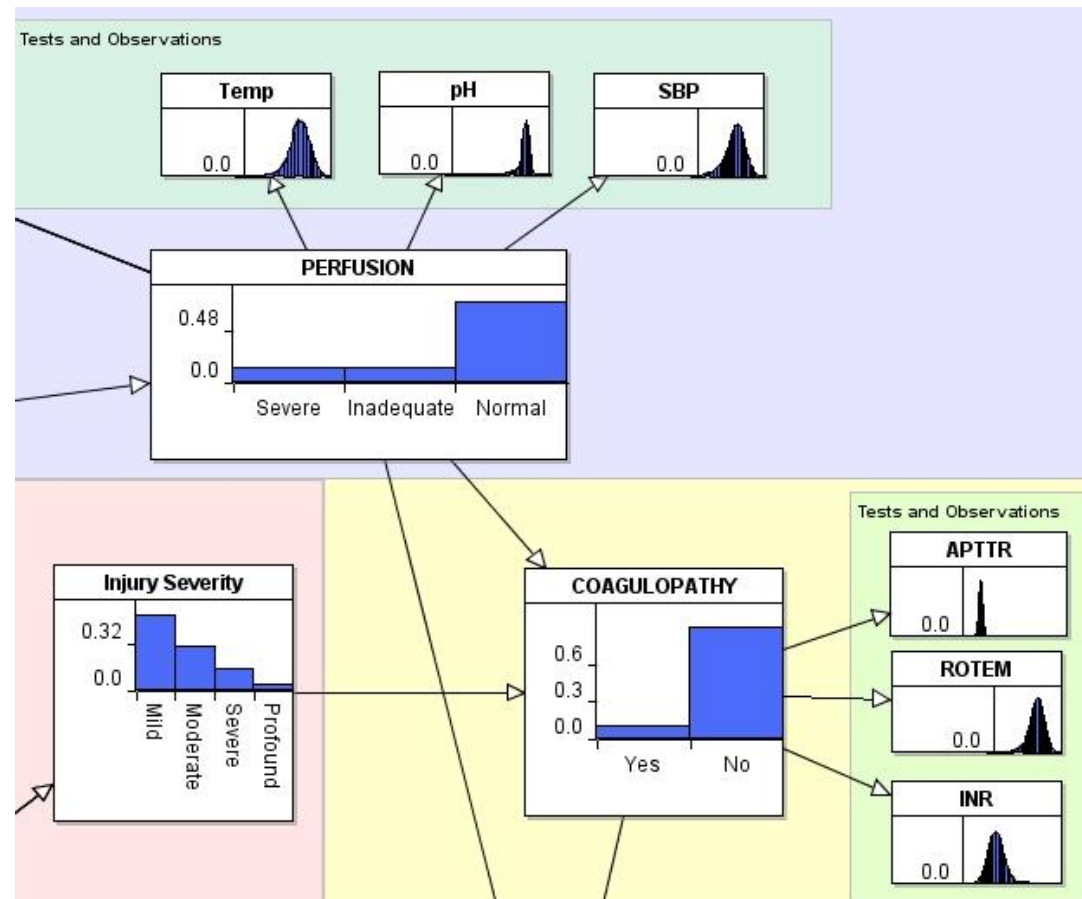 Tests and Observations
Temp
0.0
pH
0.0
SBP
0.0
PERFUSION
0.48
0.0
Severe Inadequate Normal
Tests and Observations
APTTR
0.0
Injury Severity
0.32
0.0
Mild
Moderate
Severe
Profound
COAGULOPATHY
0.6
0.3
0.0
Yes No
ROTEM
0.0
INR
0.0